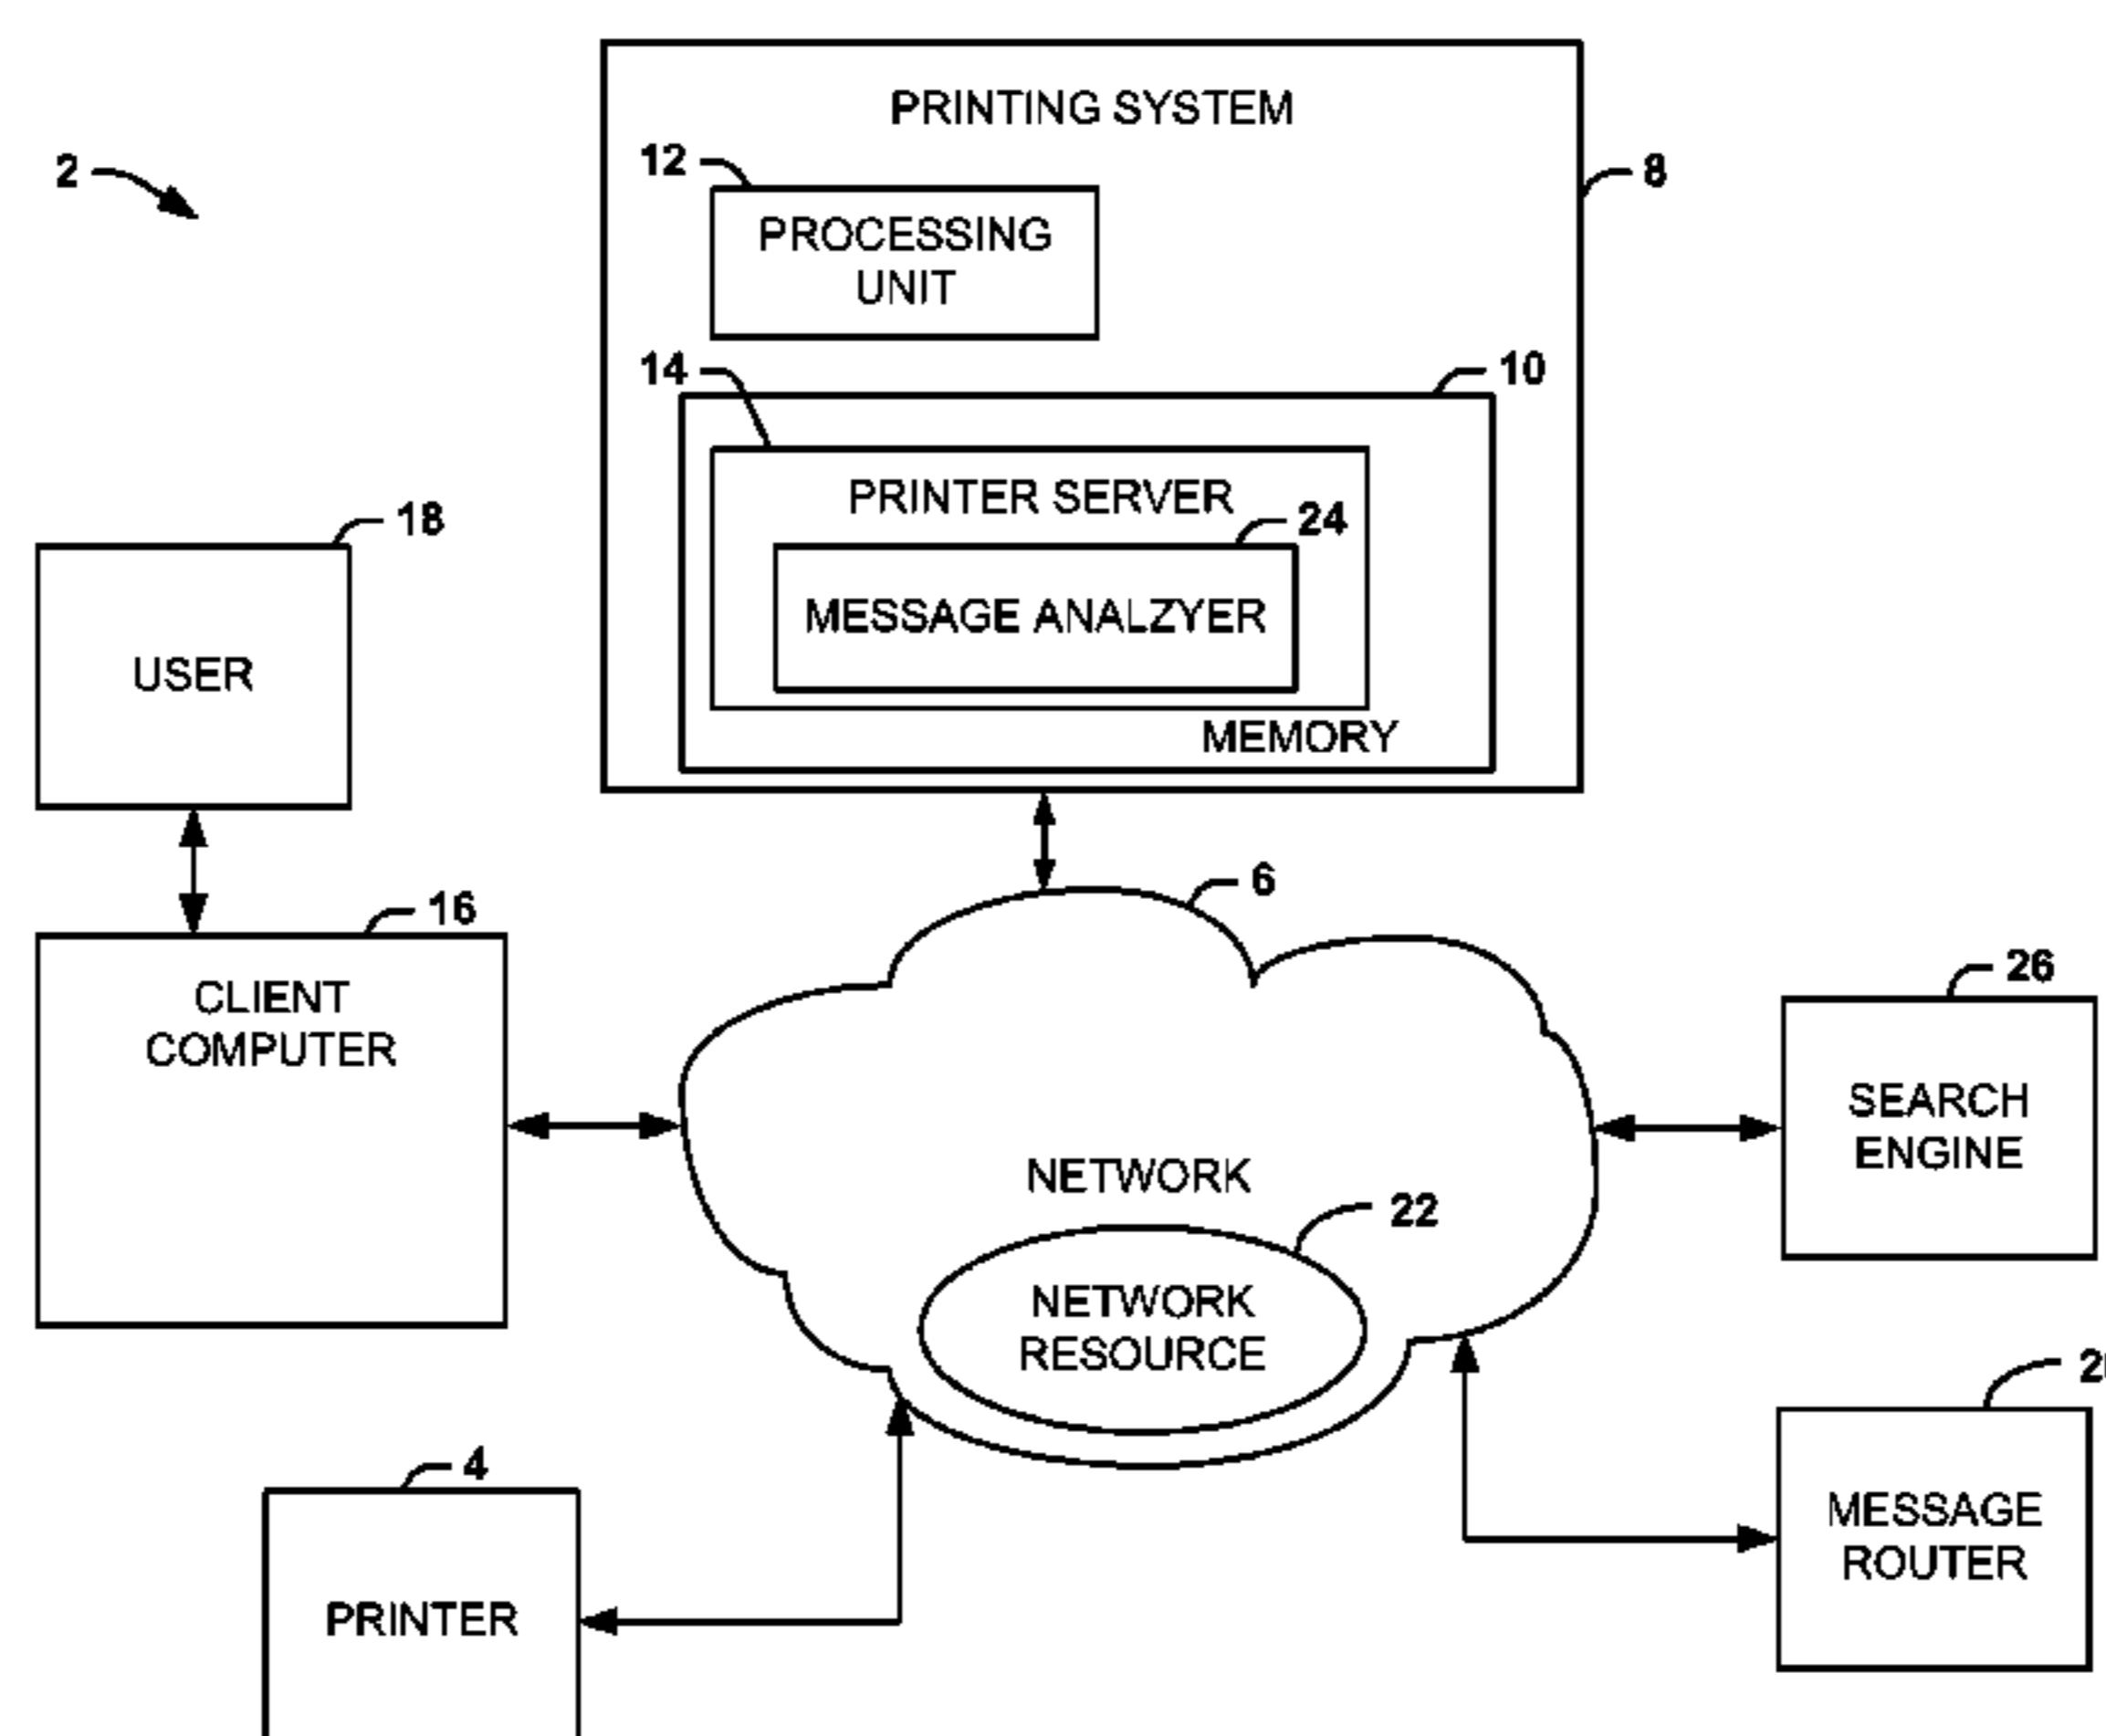 PRINTING SYSTEM
2
12
8
PROCESSING
UNIT
14
10
PRINTER SERVER
24
18
MESSAGE ANALZYER
USER
MEMORY
6
16
26
CLIENT
COMPUTER
SEARCH
ENGINE
NETWORK
22
NETWORK
RESOURCE
4
MESSAGE
ROUTER
PRINTER